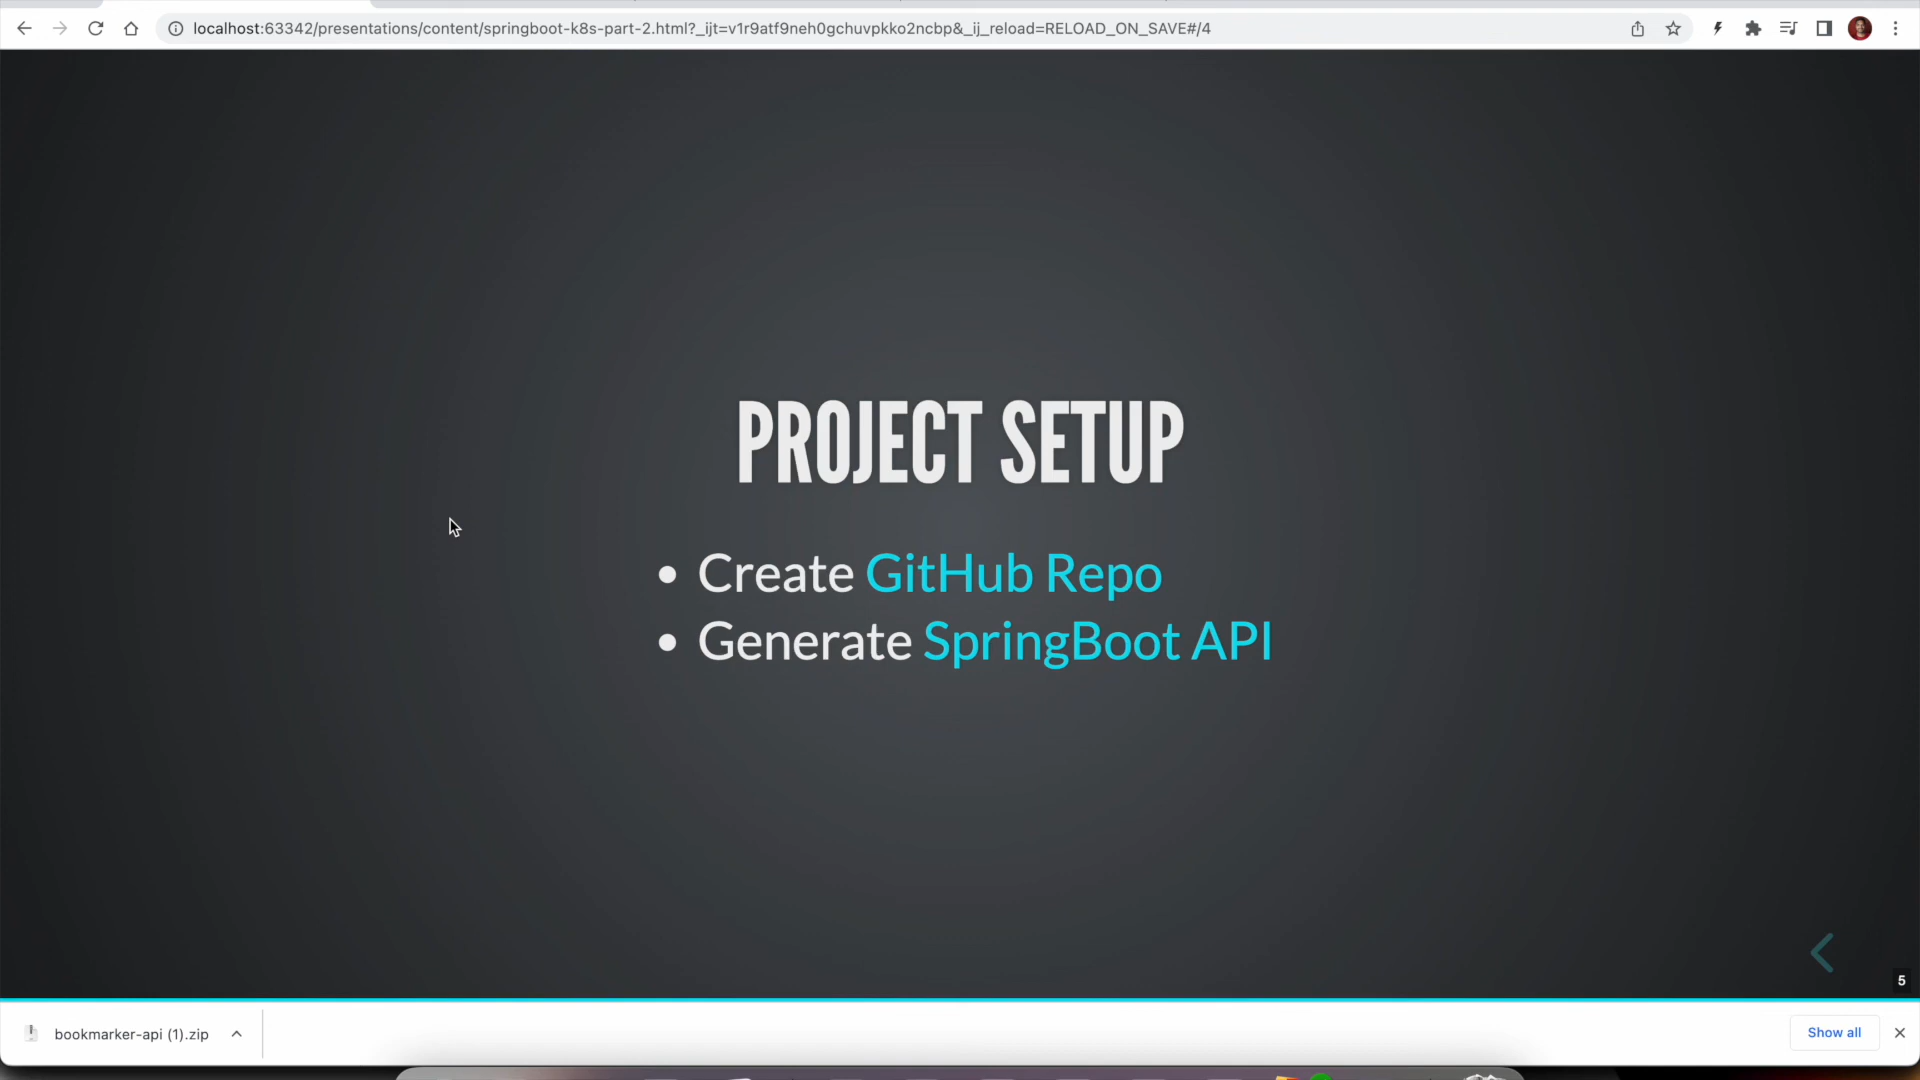 localhost:63342/presentations/content/springboot-k8s-part-2.html?_ijt=v1r9atf9neh0gchuvpkko2ncbp&_ij_reload=RELOAD_ON_SAVE#/4
PROJECT SETUP
• Create GitHub Repo
• Generate SpringBoot API
5
bookmarker-api (1).zip
Show all